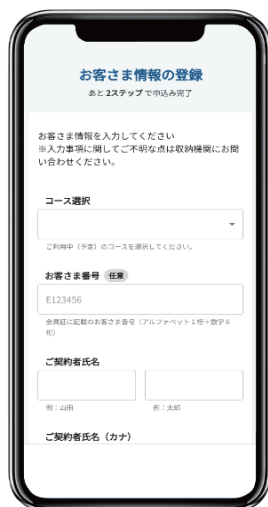 お客さま情報の登録
あと 2ステップ で申込み完了
お客さま情報を入力してください
※入力事項に関してご不明な点は収納機関にお問
い合わせください。
コース選択
ご利用中（予定）のコースを選択してください。
お客さま番号 任意
E123456
会員証に記載のお客さま番号（アルファベット１桁＋数字６
桁）
ご契約者氏名
例：山田 例：太郎
ご契約者氏名（カナ）